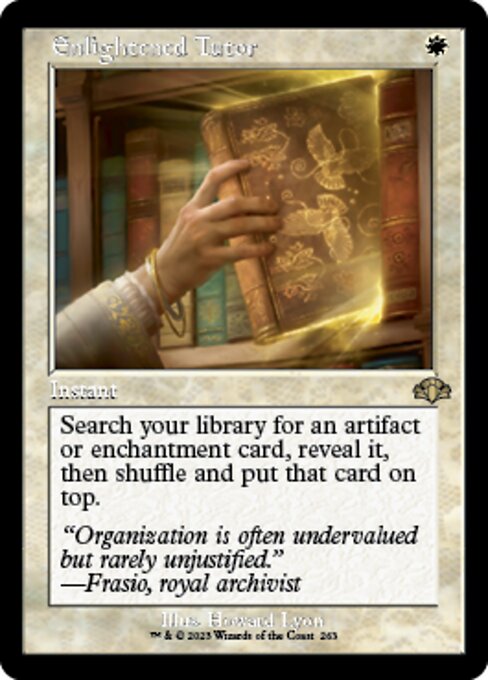 Enlightened Tutor
Instant
Search your library for an artifact
or enchantment card, reveal it,
then shuffle and put that card on
top.
“Organization is often undervalued
but rarely unjustified.”
—Frasio, royal archivist
Illus. Howard Lyon
™ & © 2023 Wizards of the Coast 263